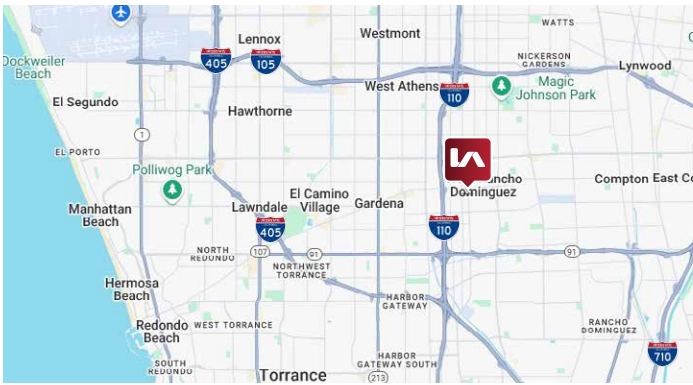 WATTS
Westmont
Lennox
Dockweiler
Beach
INTERSTATE
405
INTERSTATE
105
NICKERSON
GARDENS
Lynwood
West Athens
INTERSTATE
110
Magic
Johnson Park
El Segundo
Hawthorne
1
EL PORTO
Polliwog Park
Dominguez
Compton
East Co
El Camino
Village
Gardena
Lawndale
Manhattan
Beach
405
110
NORTH
REDONDO
107
91
91
NORTHWEST
TORRANCE
Hermosa
Beach
HARBOR
GATEWAY
Redondo
Beach
WEST TORRANCE
RANCHO
DOMINGUEZ
710
HARBOR
GATEWAY SOUTH
SOUTH
REDONDO
Torrance
213